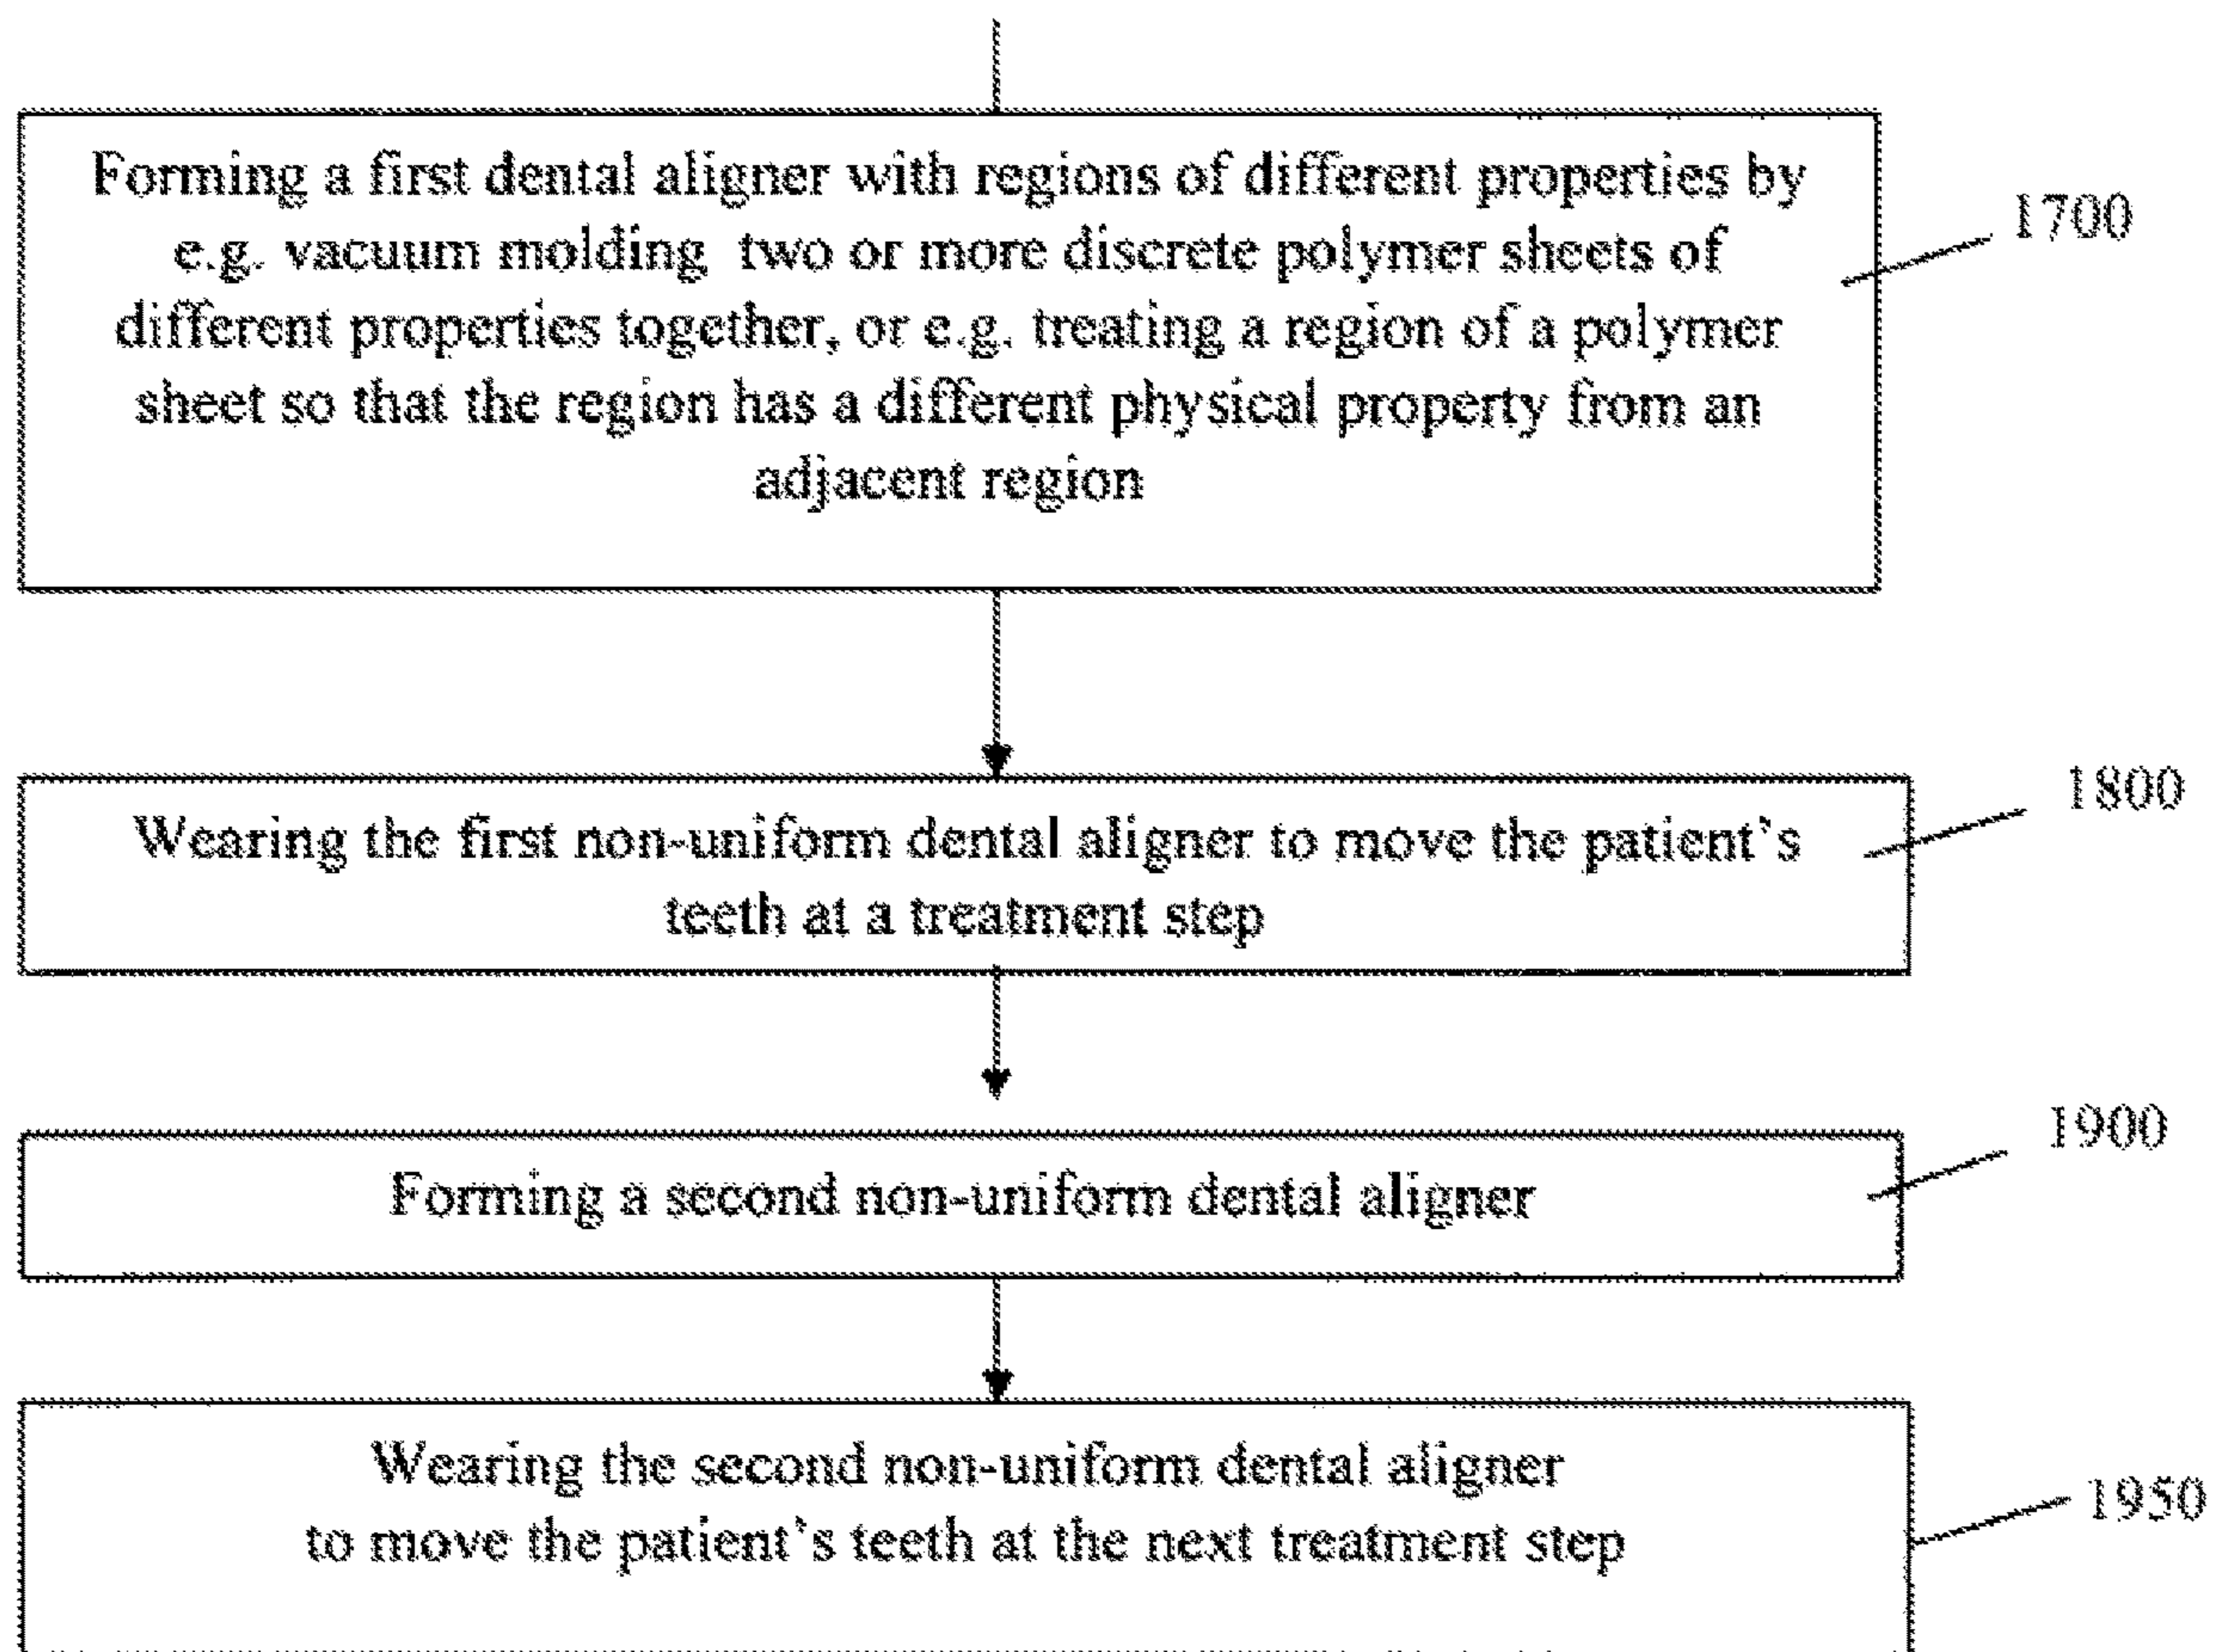 Forming a first dental aligner with regions of different properties by
e.g. vacuum molding two or more discrete polymer sheets of
different properties together, or e.g. treating a region of a polymer
sheet so that the region has a different physical property from an
adjacent region
1700
Wearing the first non-uniform dental aligner to move the patient's
teeth at a treatment step
1800
Forming a second non-uniform dental aligner
1900
Wearing the second non-uniform dental aligner
to move the patient's teeth at the next treatment step
1950